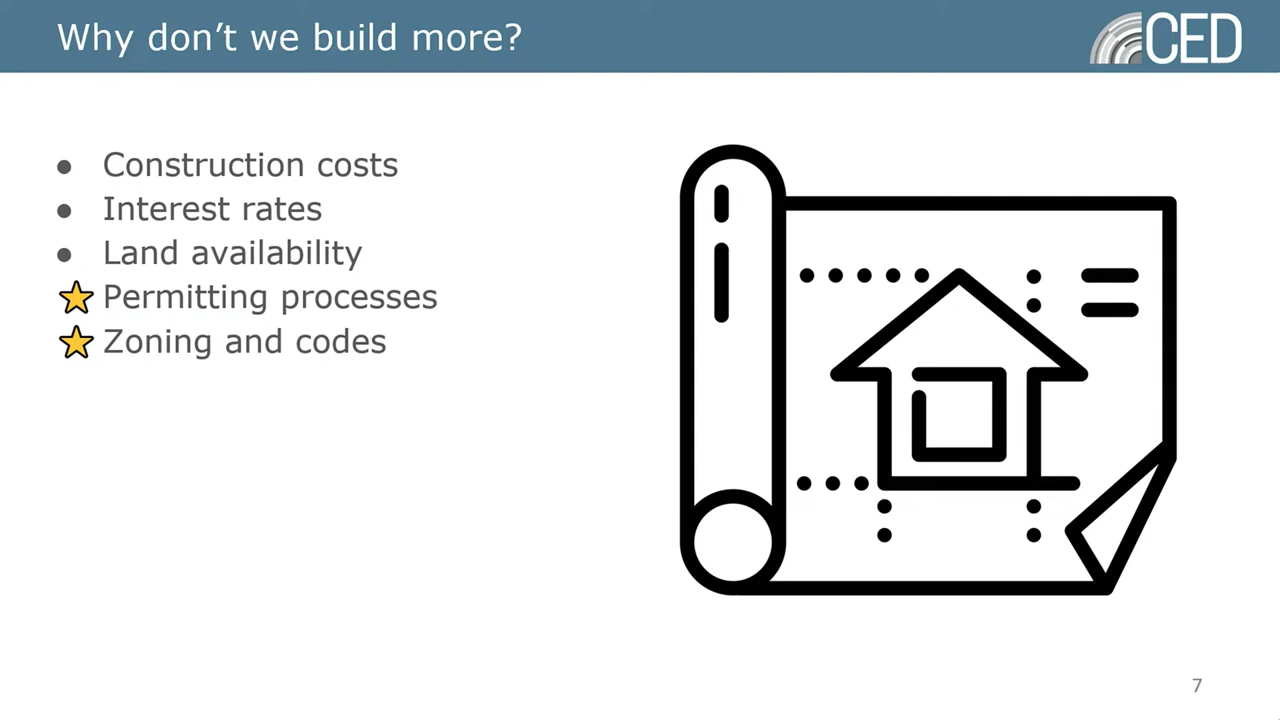 Why don’t we build more?
CED
● Construction costs
● Interest rates
● Land availability
⭐ Permitting processes
⭐ Zoning and codes
7